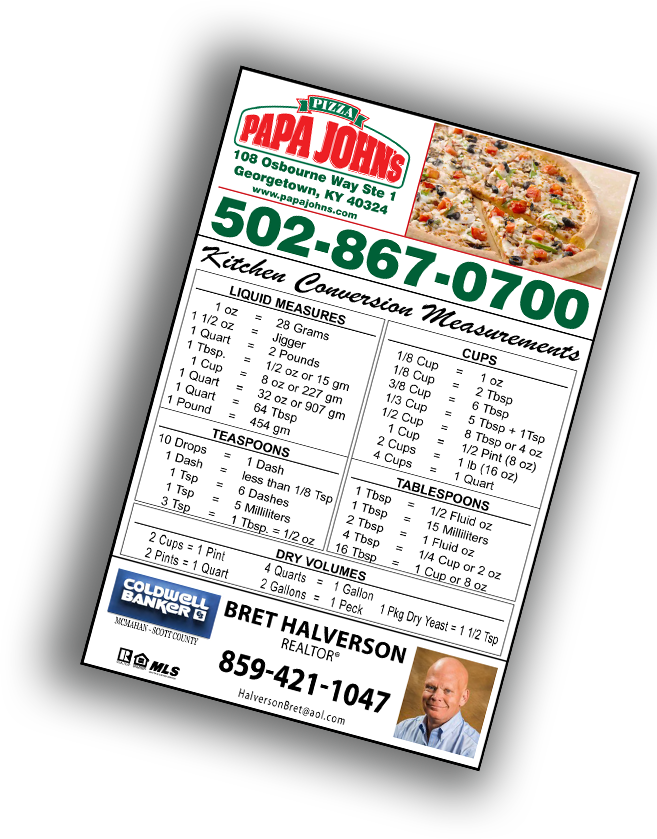 PIZZA
PAPA JOHN'S
108 Osbourne Way Ste 1
Georgetown, KY 40324
www.papajohns.com
502-867-0700
Kitchen Conversion Measurements
LIQUID MEASURES
1 oz = 28 Grams
1 1/2 oz = Jigger
1 Quart = 2 Pounds
1 Tbsp. = 1/2 oz or 15 gm
1 Cup = 8 oz or 227 gm
1 Quart = 32 oz or 907 gm
1 Quart = 64 Tbsp
1 Pound = 454 gm
TEASPOONS
10 Drops = 1 Dash
1 Dash = less than 1/8 Tsp
1 Tsp = 6 Dashes
1 Tsp = 5 Milliliters
3 Tsp = 1 Tbsp. = 1/2 oz
CUPS
1/8 Cup = 1 oz
1/8 Cup = 2 Tbsp
3/8 Cup = 6 Tbsp
1/3 Cup = 5 Tbsp + 1Tsp
1/2 Cup = 8 Tbsp or 4 oz
1 Cup = 1/2 Pint (8 oz)
2 Cups = 1 lb (16 oz)
4 Cups = 1 Quart
TABLESPOONS
1 Tbsp = 1/2 Fluid oz
1 Tbsp = 15 Milliliters
2 Tbsp = 1 Fluid oz
4 Tbsp = 1/4 Cup or 2 oz
16 Tbsp = 1 Cup or 8 oz
DRY VOLUMES
2 Cups = 1 Pint
2 Pints = 1 Quart
4 Quarts = 1 Gallon
2 Gallons = 1 Peck
1 Pkg Dry Yeast = 1 1/2 Tsp
COLDWELL
BANKER
MCMAHAN - SCOTT COUNTY
MLS
BRET HALVERSON
REALTOR®
859-421-1047
HalversonBret@aol.com